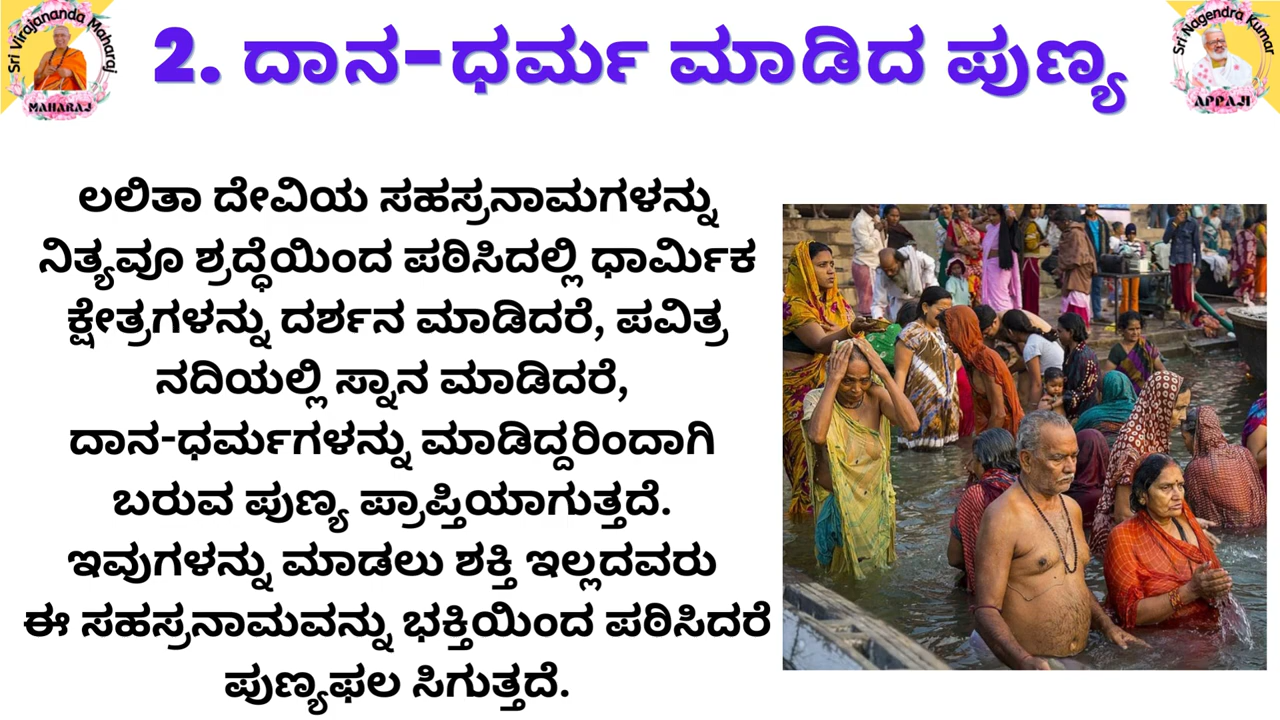 Sri Virajananda Maharaj
MAHARAJ
2. ದಾನ-ಧರ್ಮ ಮಾಡಿದ ಪುಣ್ಯ
Sri Nagendra Kumar
APPAJI
ಲಲಿತಾ ದೇವಿಯ ಸಹಸ್ರನಾಮಗಳನ್ನು
ನಿತ್ಯವೂ ಶ್ರದ್ಧೆಯಿಂದ ಪಠಿಸಿದಲ್ಲಿ ಧಾರ್ಮಿಕ
ಕ್ಷೇತ್ರಗಳನ್ನು ದರ್ಶನ ಮಾಡಿದರೆ, ಪವಿತ್ರ
ನದಿಯಲ್ಲಿ ಸ್ನಾನ ಮಾಡಿದರೆ,
ದಾನ-ಧರ್ಮಗಳನ್ನು ಮಾಡಿದ್ದರಿಂದಾಗಿ
ಬರುವ ಪುಣ್ಯ ಪ್ರಾಪ್ತಿಯಾಗುತ್ತದೆ.
ಇವುಗಳನ್ನು ಮಾಡಲು ಶಕ್ತಿ ಇಲ್ಲದವರು
ಈ ಸಹಸ್ರನಾಮವನ್ನು ಭಕ್ತಿಯಿಂದ ಪಠಿಸಿದರೆ
ಪುಣ್ಯಫಲ ಸಿಗುತ್ತದೆ.